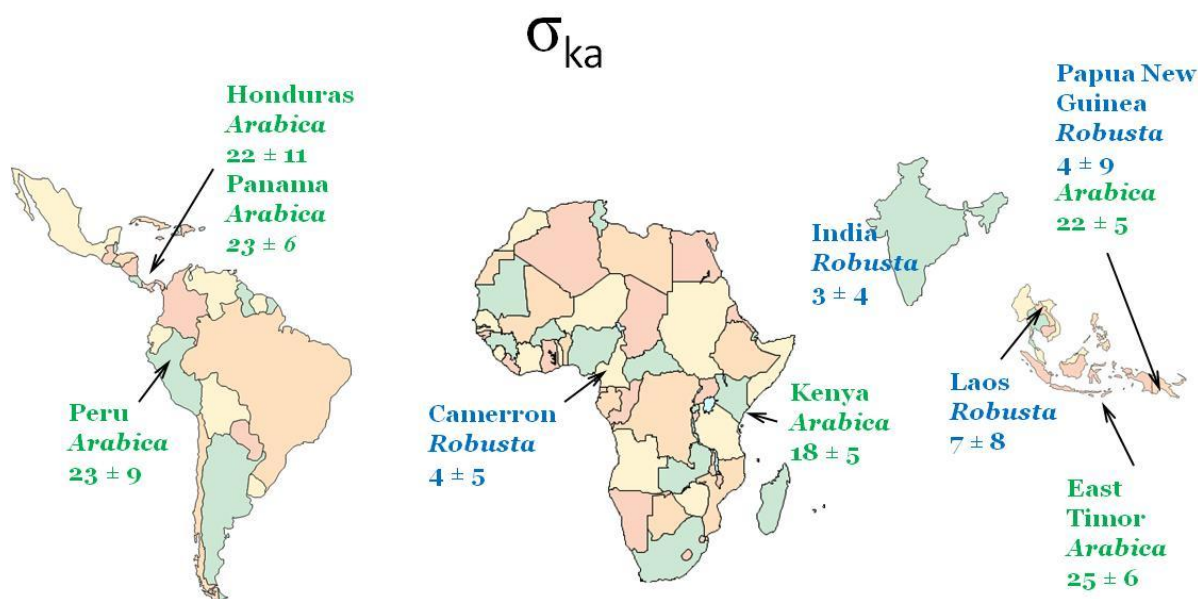 σka
Honduras
Arabica
22 ± 11
Panama
Arabica
23 ± 6
Peru
Arabica
23 ± 9
Camerron
Robusta
4 ± 5
Kenya
Arabica
18 ± 5
India
Robusta
3 ± 4
Papua New
Guinea
Robusta
4 ± 9
Arabica
22 ± 5
Laos
Robusta
7 ± 8
East
Timor
Arabica
25 ± 6